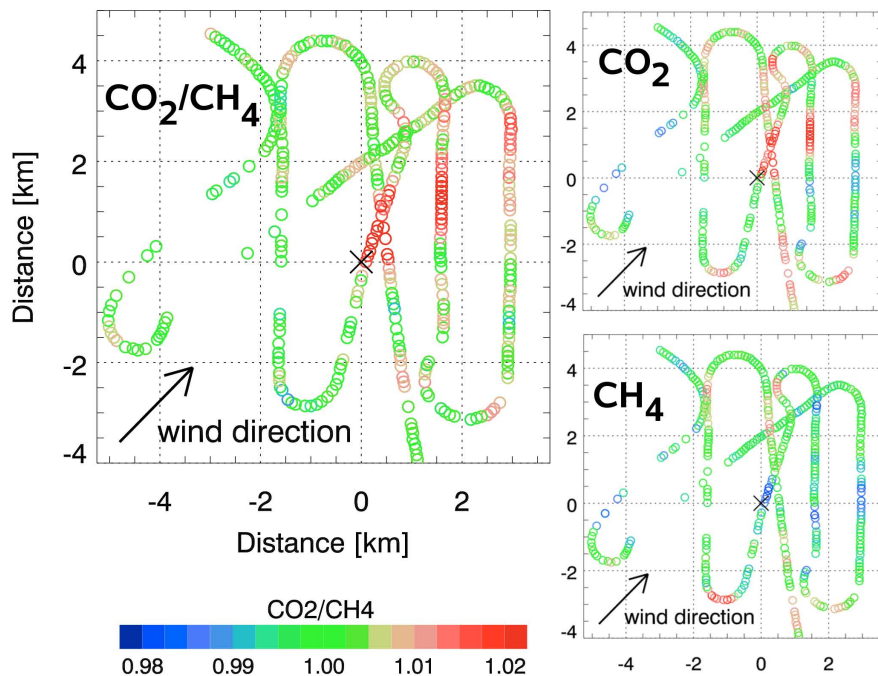 CO₂/CH₄
Distance [km]
4
2
0
-2
-4
wind direction
-4 -2 0 2
Distance [km]
CO2/CH4
0.98 0.99 1.00 1.01 1.02
CO₂
4
2
0
-2
-4
wind direction
CH₄
4
2
0
-2
-4
wind direction
-4 -2 0 2